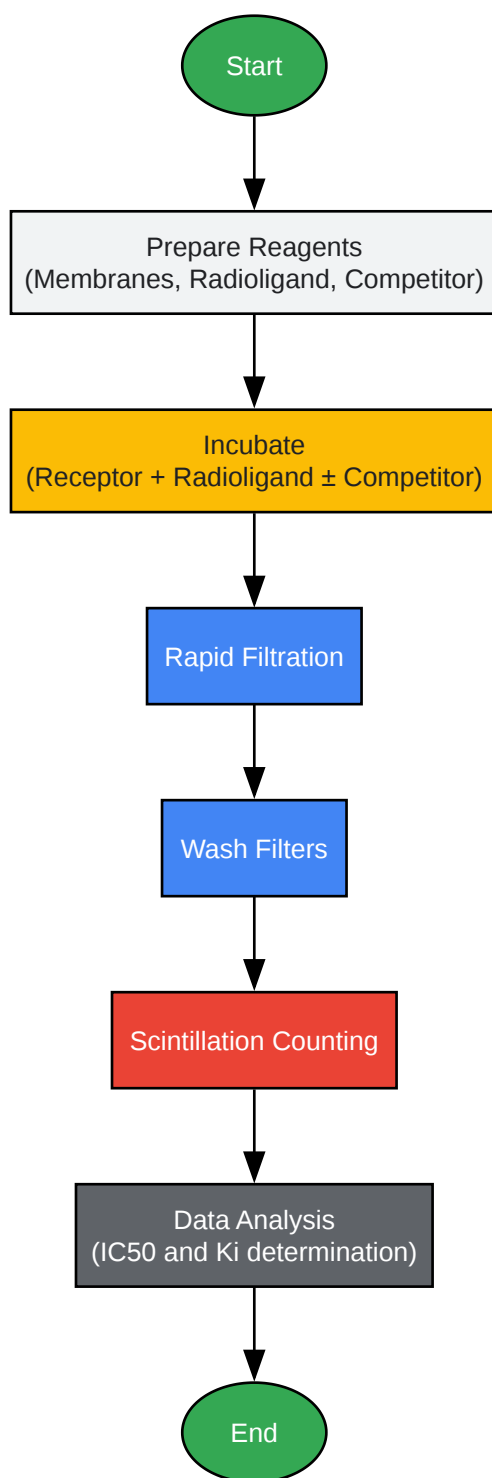 Start
Prepare Reagents
(Membranes, Radioligand, Competitor)
Incubate
(Receptor + Radioligand ± Competitor)
Rapid Filtration
Wash Filters
Scintillation Counting
Data Analysis
(IC50 and Ki determination)
End